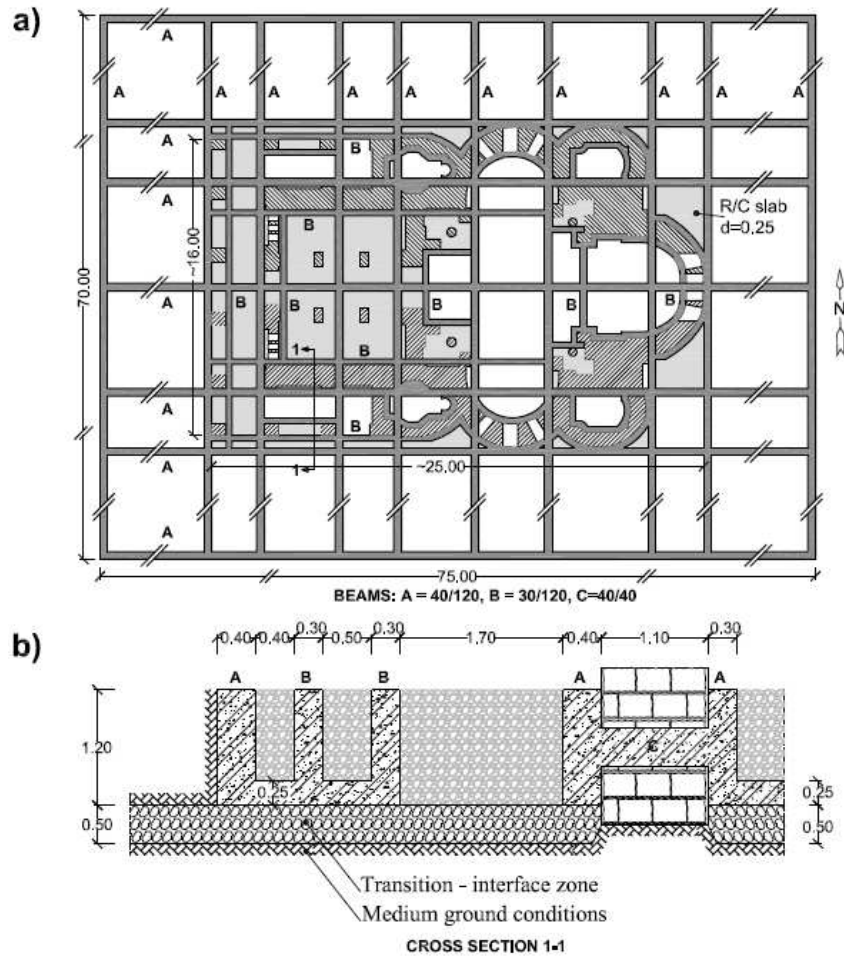 a)
A
A A A A A A A A A
A
B
A
A
B
R/C slab
d=0.25
~16.00
70.00
N
A
B B B B B
1
B
A
B
1
~25.00
A
A
75.00
BEAMS: A = 40/120, B = 30/120, C=40/40
b)
0.40 0.40 0.30 0.50 0.30 1.70 0.40 1.10 0.30
A B B A A
1.20
C
0.25 0.25
0.50 0.50
Transition - interface zone
Medium ground conditions
CROSS SECTION 1-1